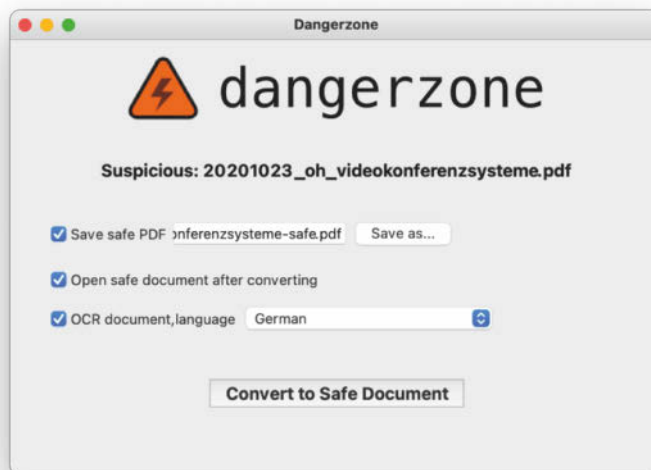 Dangerzone
dangerzone
Suspicious: 20201023_oh_videokonferenzsysteme.pdf
Save safe PDF onferenzsysteme-safe.pdf Save as...
Open safe document after converting
OCR document,language German
Convert to Safe Document